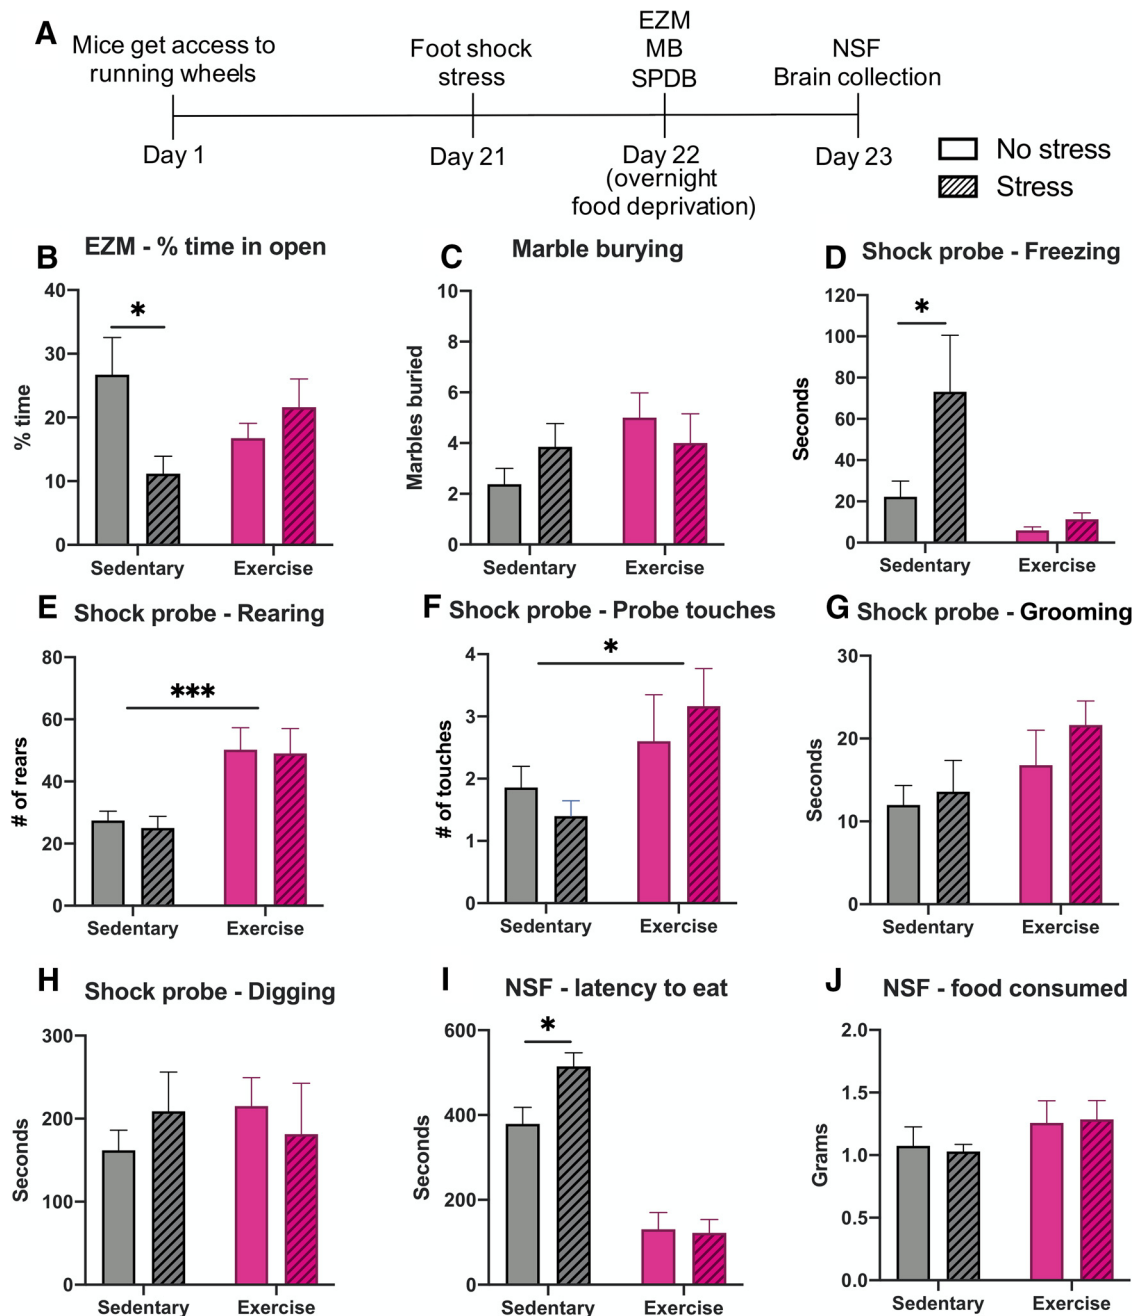 A
Mice get access to
running wheels
Foot shock
stress
EZM
MB
SPDB
NSF
Brain collection
Day 1
Day 21
Day 22
(overnight
food deprivation)
Day 23
No stress
Stress
B
EZM - % time in open
40
30
20
10
0
% time
*
Sedentary
Exercise
C
Marble burying
10
8
6
4
2
0
Marbles buried
Sedentary
Exercise
D
Shock probe - Freezing
120
100
80
60
40
20
0
Seconds
*
Sedentary
Exercise
E
Shock probe - Rearing
80
60
40
20
0
# of rears
***
Sedentary
Exercise
F
Shock probe - Probe touches
4
3
2
1
0
# of touches
*
Sedentary
Exercise
G
Shock probe - Grooming
30
20
10
0
Seconds
Sedentary
Exercise
H
Shock probe - Digging
300
200
100
0
Seconds
Sedentary
Exercise
I
NSF - latency to eat
600
400
200
0
Seconds
*
Sedentary
Exercise
J
NSF - food consumed
2.0
1.5
1.0
0.5
0.0
Grams
Sedentary
Exercise